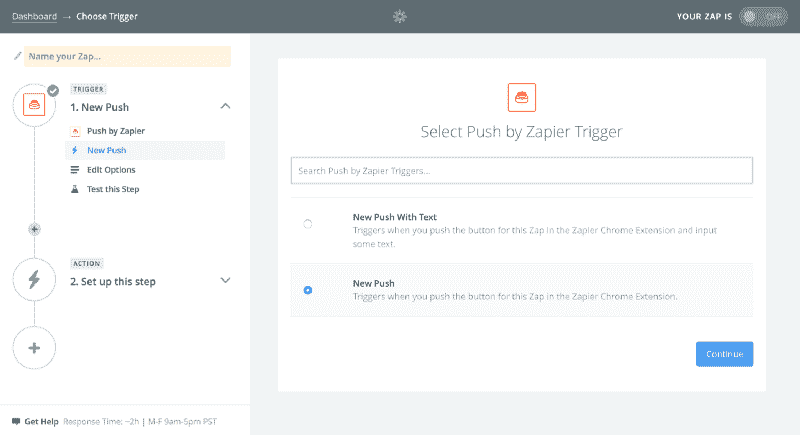 Dashboard → Choose Trigger
YOUR ZAP IS OFF
Name your Zap...
TRIGGER
1. New Push
Push by Zapier
New Push
Edit Options
Test this Step
ACTION
2. Set up this step
Get Help Response Time: ~2h | M-F 9am-5pm PST
Select Push by Zapier Trigger
Search Push by Zapier Triggers...
New Push With Text
Triggers when you push the button for this Zap in the Zapier Chrome Extension and input
some text.
New Push
Triggers when you push the button for this Zap in the Zapier Chrome Extension.
Continue